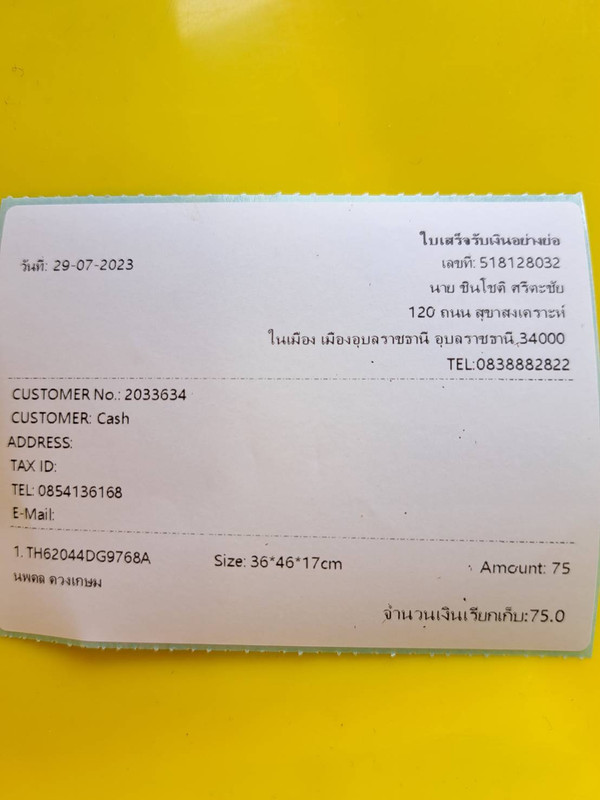 ใบเสร็จรับเงินอย่างย่อ
วันที่: 29-07-2023
เลขที่: 518128032
นาย ชินโชติ ศรีตะชัย
120 ถนน สุขาสงเคราะห์
ในเมือง เมืองอุบลราชธานี อุบลราชธานี,34000
TEL:0838882822
CUSTOMER No.: 2033634
CUSTOMER: Cash
ADDRESS:
TAX ID:
TEL: 0854136168
E-Mail:
1. TH62044DG9768A Size: 36*46*17cm Amount: 75
นพดล ดวงเกษม
จำนวนเงินเรียกเก็บ:75.0